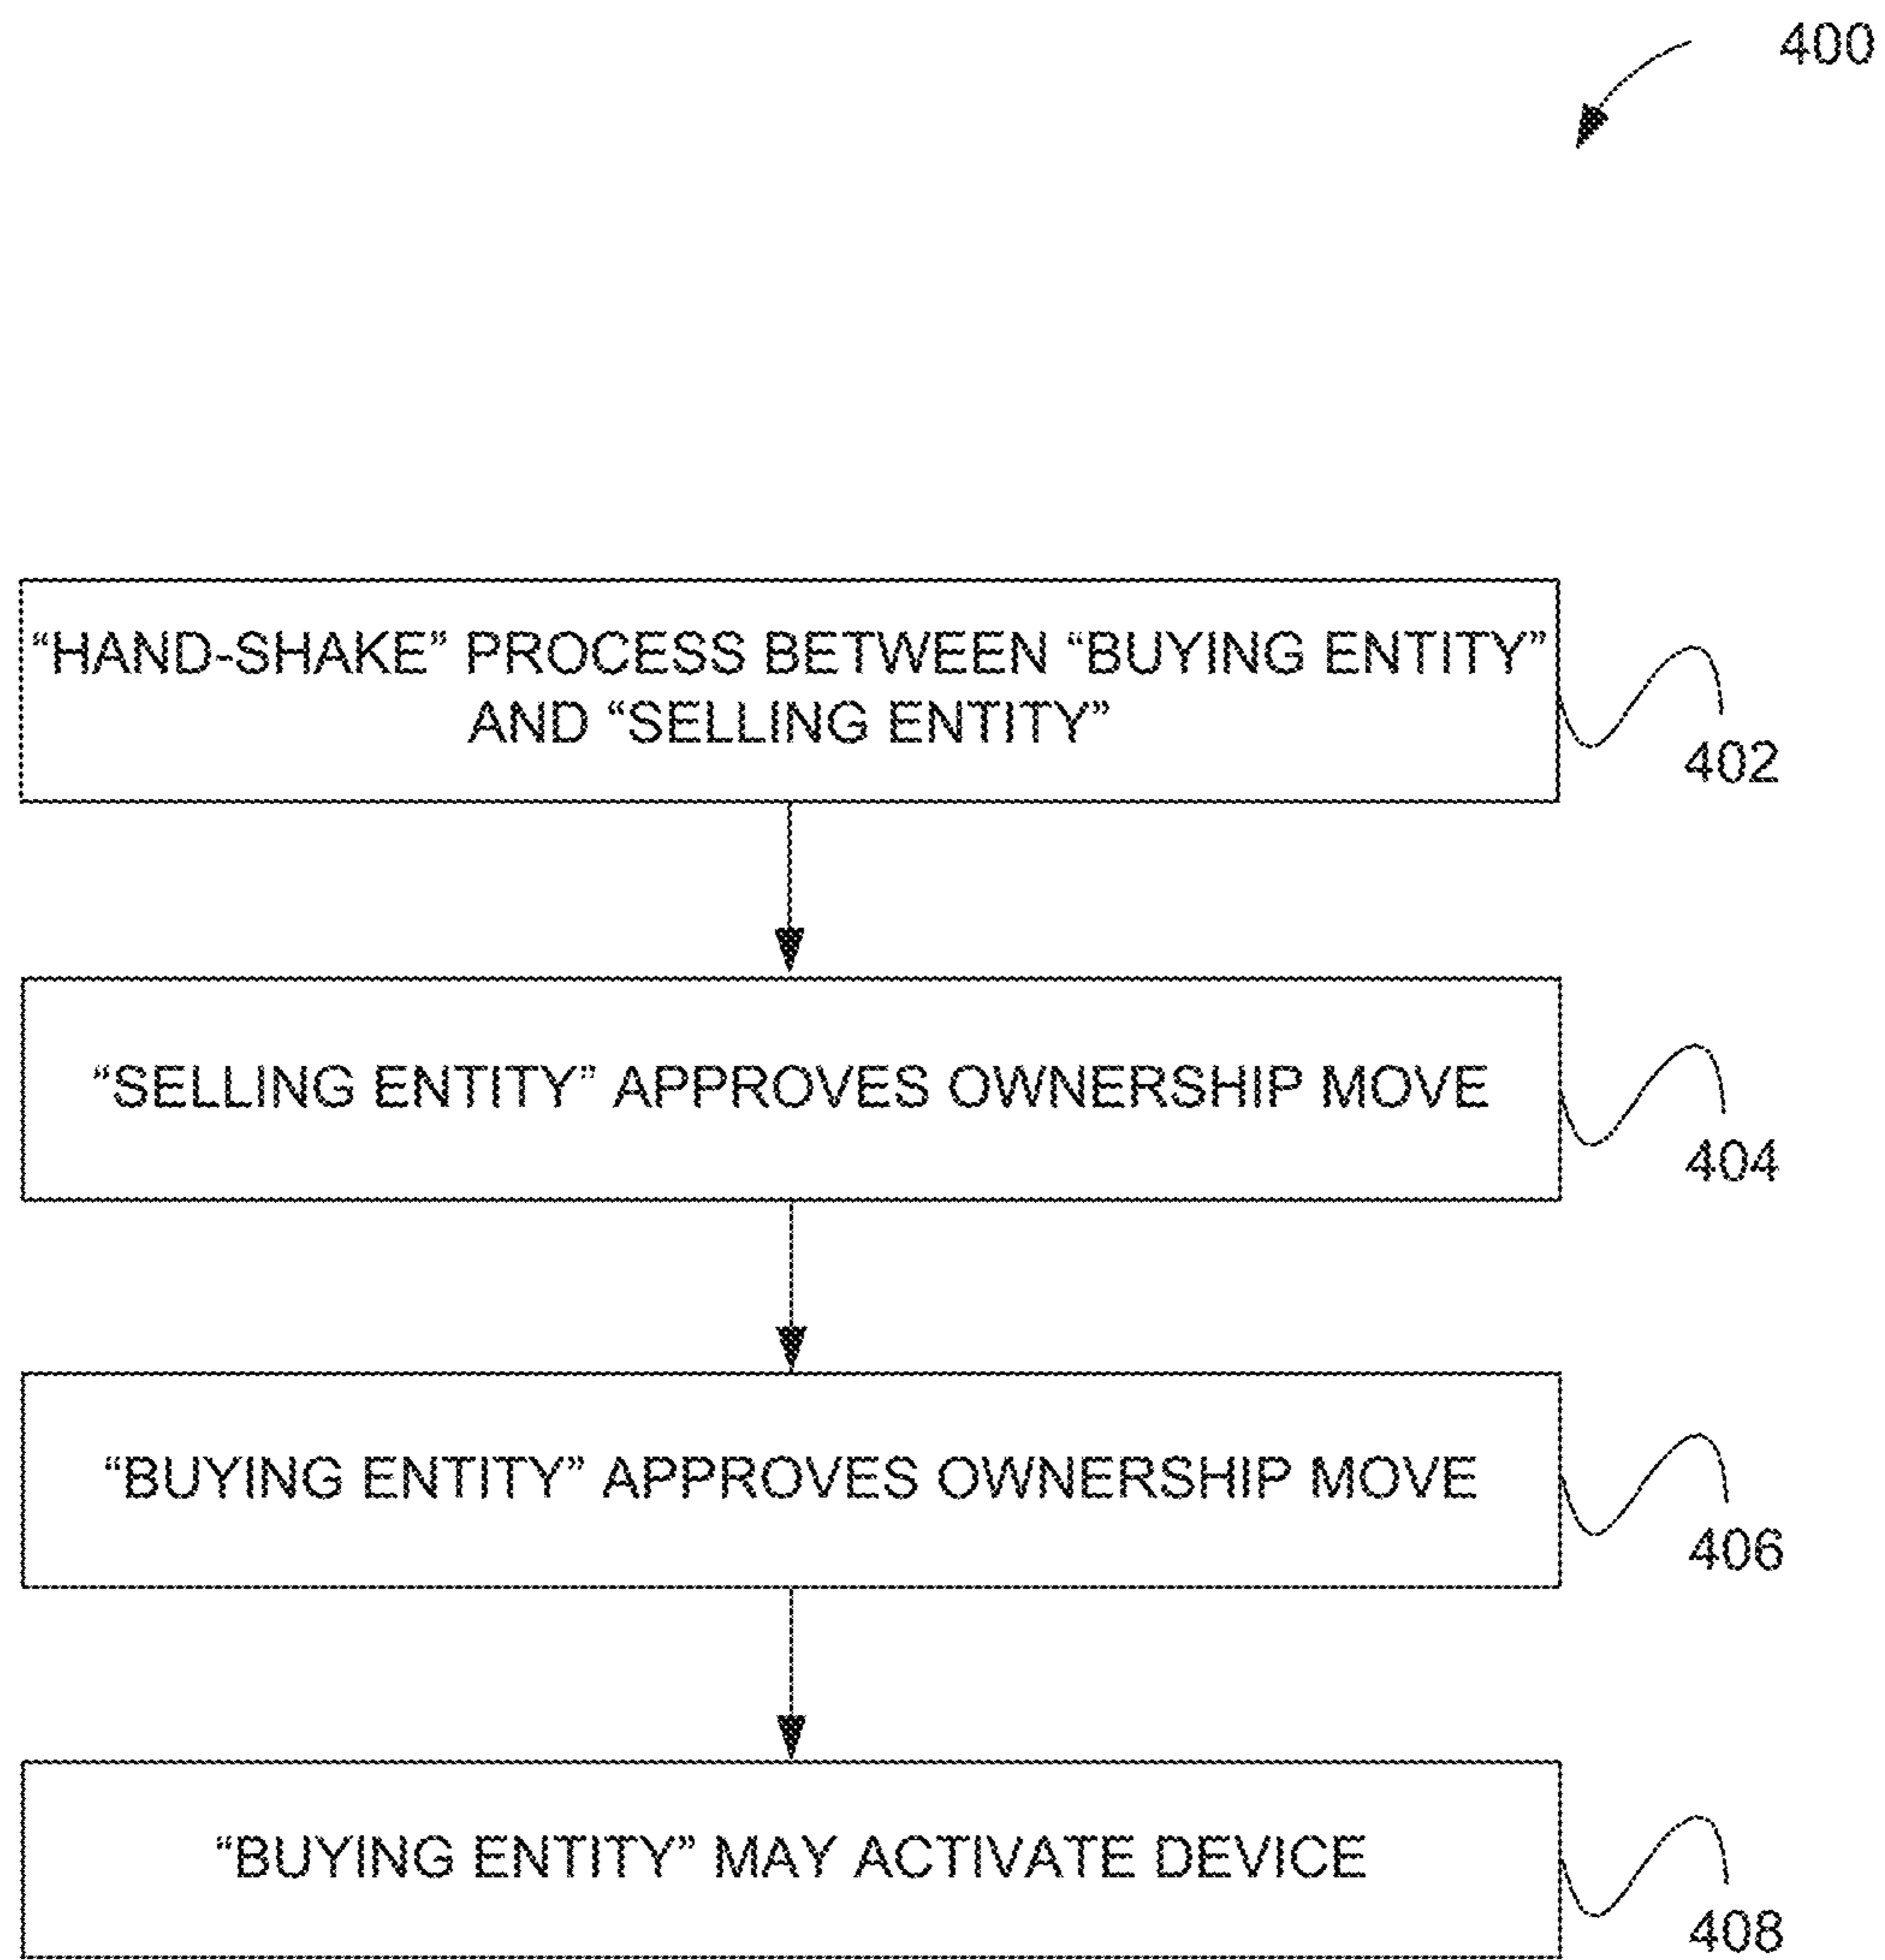 400
“HAND-SHAKE” PROCESS BETWEEN “BUYING ENTITY”
AND “SELLING ENTITY”
402
“SELLING ENTITY” APPROVES OWNERSHIP MOVE
404
“BUYING ENTITY” APPROVES OWNERSHIP MOVE
406
“BUYING ENTITY” MAY ACTIVATE DEVICE
408